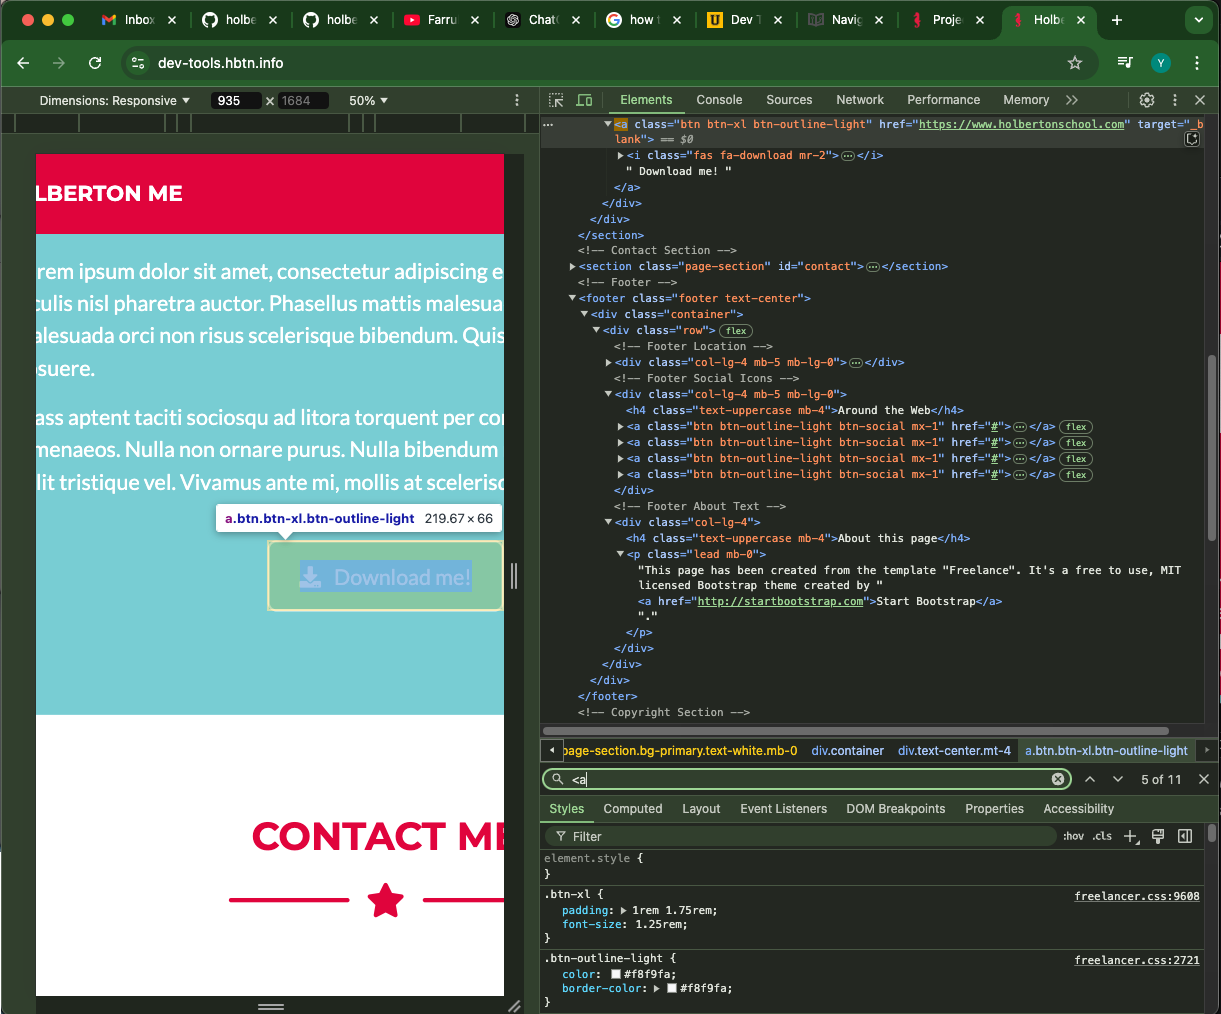 Inbo
holbe
holbe
Farru
Chat
how t
Dev T
Navig
Proje
Holbe
dev-tools.hbtn.info
Y
Dimensions: Responsive 935 × 1684 50%
Elements Console Sources Network Performance Memory
LBERTON ME
rem ipsum dolor sit amet, consectetur adipiscing e
culis nisl pharetra auctor. Phasellus mattis malesua
alesuada orci non risus scelerisque bibendum. Quis
osuere.
ass aptent taciti sociosqu ad litora torquent per con
menaeos. Nulla non ornare purus. Nulla bibendum
lit tristique vel. Vivamus ante mi, mollis at scelerisc
a.btn.btn-xl.btn-outline-light 219.67 × 66
Download me!
CONTACT ME
<a class="btn btn-xl btn-outline-light" href="https://www.holbertonschool.com" target="_b
lank"> == $0
<i class="fas fa-download mr-2">…</i>
" Download me! "
</a>
</div>
</div>
</section>
<!-- Contact Section -->
<section class="page-section" id="contact">…</section>
<!-- Footer -->
<footer class="footer text-center">
<div class="container">
<div class="row"> flex
<!-- Footer Location -->
<div class="col-lg-4 mb-5 mb-lg-0">…</div>
<!-- Footer Social Icons -->
<div class="col-lg-4 mb-5 mb-lg-0">
<h4 class="text-uppercase mb-4">Around the Web</h4>
<a class="btn btn-outline-light btn-social mx-1" href="#">…</a> flex
<a class="btn btn-outline-light btn-social mx-1" href="#">…</a> flex
<a class="btn btn-outline-light btn-social mx-1" href="#">…</a> flex
<a class="btn btn-outline-light btn-social mx-1" href="#">…</a> flex
</div>
<!-- Footer About Text -->
<div class="col-lg-4">
<h4 class="text-uppercase mb-4">About this page</h4>
<p class="lead mb-0">
"This page has been created from the template "Freelance". It's a free to use, MIT
licensed Bootstrap theme created by "
<a href="http://startbootstrap.com">Start Bootstrap</a>
"."
</p>
</div>
</div>
</div>
</footer>
<!-- Copyright Section -->
page-section.bg-primary.text-white.mb-0 div.container div.text-center.mt-4 a.btn.btn-xl.btn-outline-light
<a 5 of 11
Styles Computed Layout Event Listeners DOM Breakpoints Properties Accessibility
Filter :hov .cls
element.style {
}
.btn-xl { freelancer.css:9608
padding: 1rem 1.75rem;
font-size: 1.25rem;
}
.btn-outline-light { freelancer.css:2721
color: #f8f9fa;
border-color: #f8f9fa;
}